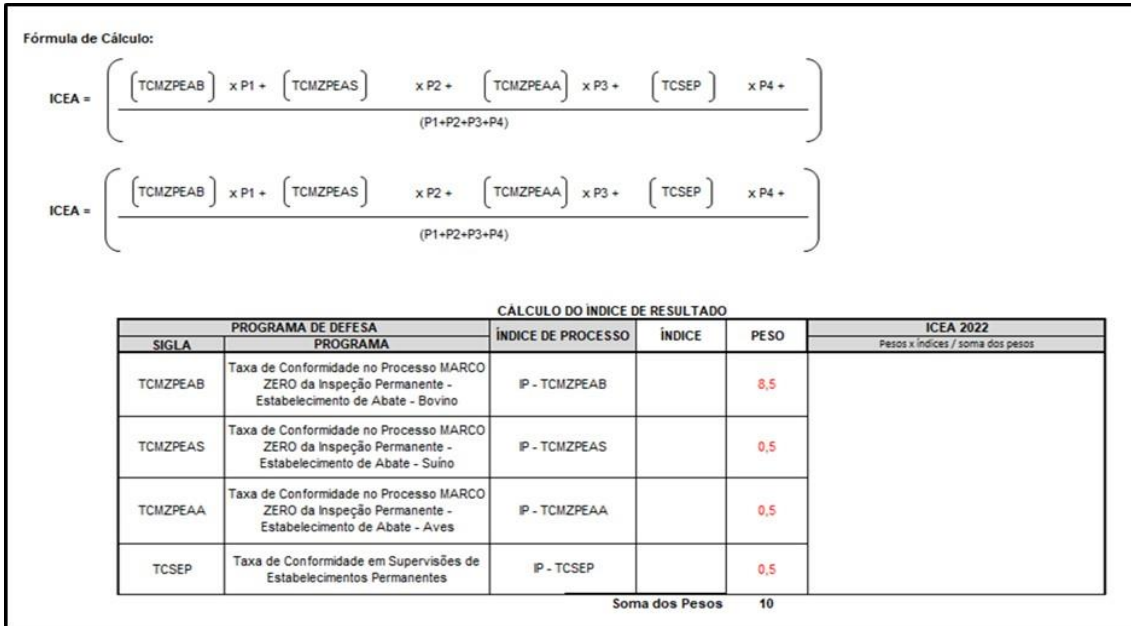 Fórmula de Cálculo:
ICEA = (TCMZPEAB) x P1 + (TCMZPEAS) x P2 + (TCMZPEAA) x P3 + (TCSEP) x P4 +
(P1+P2+P3+P4)
ICEA = (TCMZPEAB) x P1 + (TCMZPEAS) x P2 + (TCMZPEAA) x P3 + (TCSEP) x P4 +
(P1+P2+P3+P4)
CÁLCULO DO ÍNDICE DE RESULTADO
PROGRAMA DE DEFESA
SIGLA
PROGRAMA
ÍNDICE DE PROCESSO
ÍNDICE
PESO
ICEA 2022
Pesos x índices / soma dos pesos
TCMZPEAB
Taxa de Conformidade no Processo MARCO
ZERO da Inspeção Permanente -
Estabelecimento de Abate - Bovino
IP - TCMZPEAB
8,5
TCMZPEAS
Taxa de Conformidade no Processo MARCO
ZERO da Inspeção Permanente -
Estabelecimento de Abate - Suíno
IP - TCMZPEAS
0,5
TCMZPEAA
Taxa de Conformidade no Processo MARCO
ZERO da Inspeção Permanente -
Estabelecimento de Abate - Aves
IP - TCMZPEAA
0,5
TCSEP
Taxa de Conformidade em Supervisões de
Estabelecimentos Permanentes
IP - TCSEP
0,5
Soma dos Pesos 10